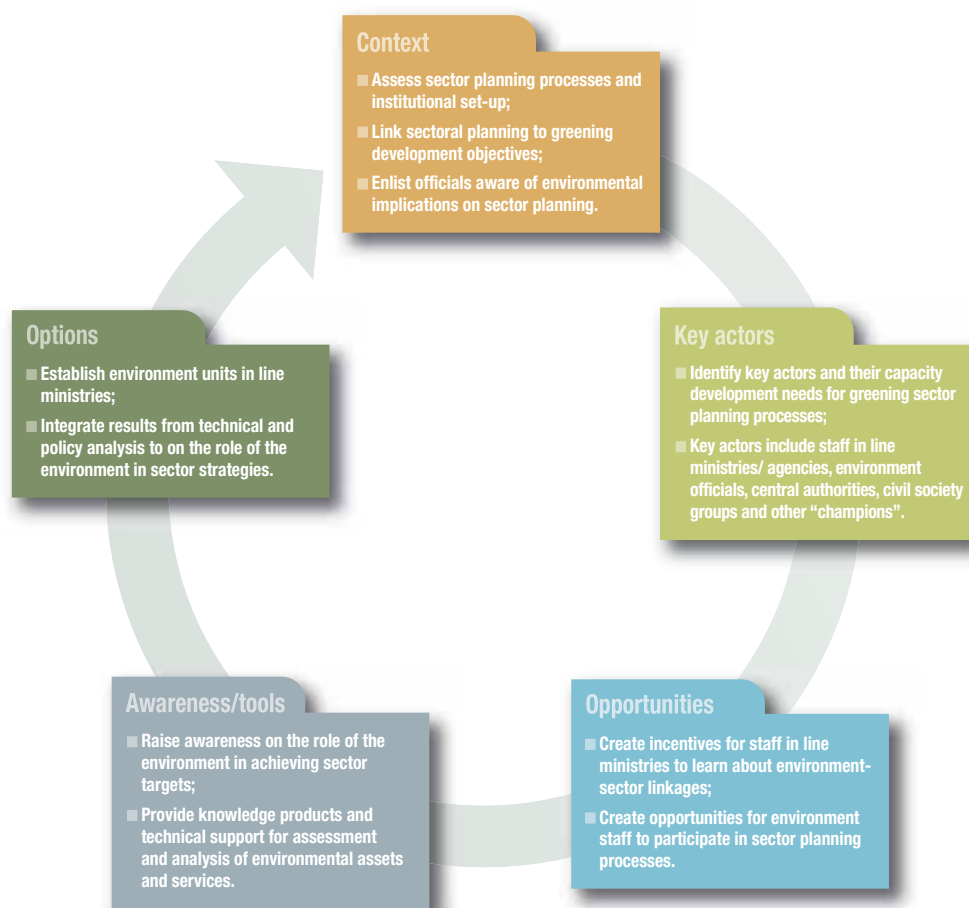 Context
Assess sector planning processes and
institutional set-up;
Link sectoral planning to greening
development objectives;
Enlist officials aware of environmental
implications on sector planning.
Key actors
Identify key actors and their capacity
development needs for greening sector
planning processes;
Key actors include staff in line
ministries/ agencies, environment
officials, central authorities, civil society
groups and other “champions”.
Opportunities
Create incentives for staff in line
ministries to learn about environment-
sector linkages;
Create opportunities for environment
staff to participate in sector planning
processes.
Awareness/tools
Raise awareness on the role of the
environment in achieving sector
targets;
Provide knowledge products and
technical support for assessment
and analysis of environmental assets
and services.
Options
Establish environment units in line
ministries;
Integrate results from technical and
policy analysis to on the role of the
environment in sector strategies.